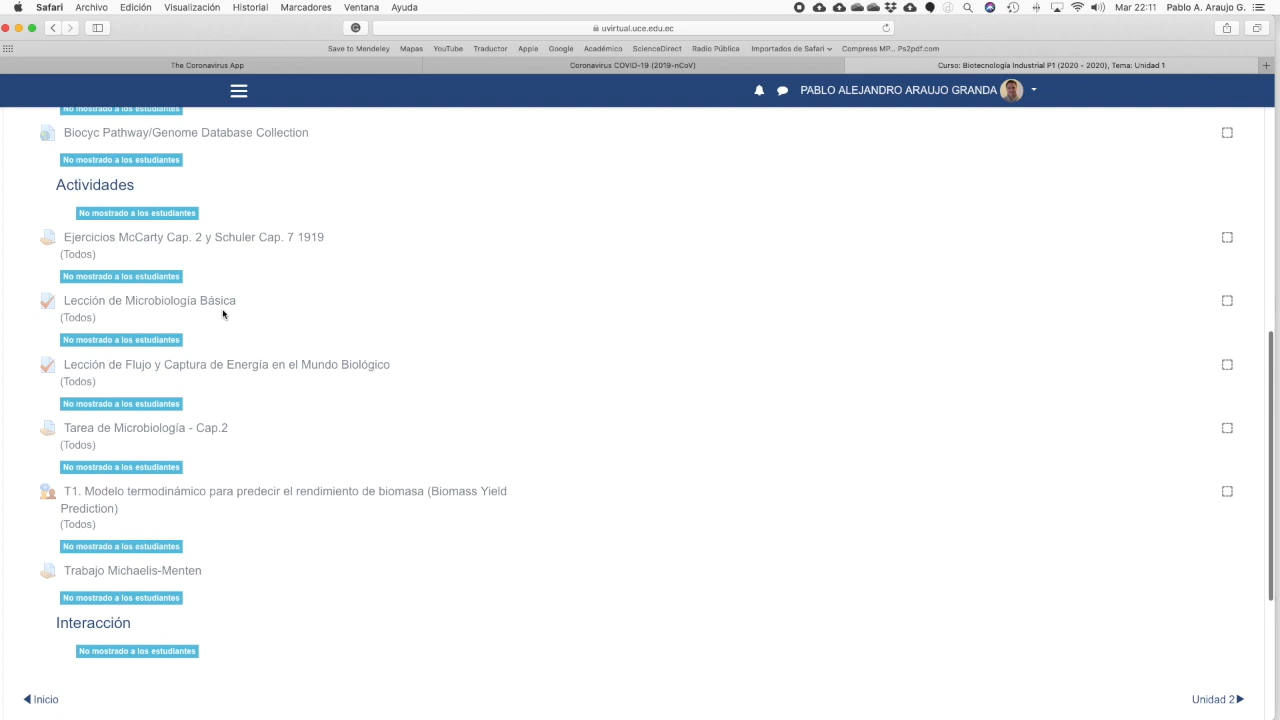 Safari Archivo Edición Visualización Historial Marcadores Ventana Ayuda Mar 22:11 Pablo A. Araujo G.
uvirtual.uce.edu.ec
Save to Mendeley Mapas YouTube Traductor Apple Google Académico ScienceDirect Radio Pública Importados de Safari Compress MP... Ps2pdf.com
The Coronavirus App Coronavirus COVID-19 (2019-nCoV) Curso: Biotecnología Industrial P1 (2020 - 2020), Tema: Unidad 1
PABLO ALEJANDRO ARAUJO GRANDA
No mostrado a los estudiantes
Biocyc Pathway/Genome Database Collection
No mostrado a los estudiantes
Actividades
No mostrado a los estudiantes
Ejercicios McCarty Cap. 2 y Schuler Cap. 7 1919
(Todos)
No mostrado a los estudiantes
Lección de Microbiología Básica
(Todos)
No mostrado a los estudiantes
Lección de Flujo y Captura de Energía en el Mundo Biológico
(Todos)
No mostrado a los estudiantes
Tarea de Microbiología - Cap.2
(Todos)
No mostrado a los estudiantes
T1. Modelo termodinámico para predecir el rendimiento de biomasa (Biomass Yield
Prediction)
(Todos)
No mostrado a los estudiantes
Trabajo Michaelis-Menten
No mostrado a los estudiantes
Interacción
No mostrado a los estudiantes
Inicio Unidad 2